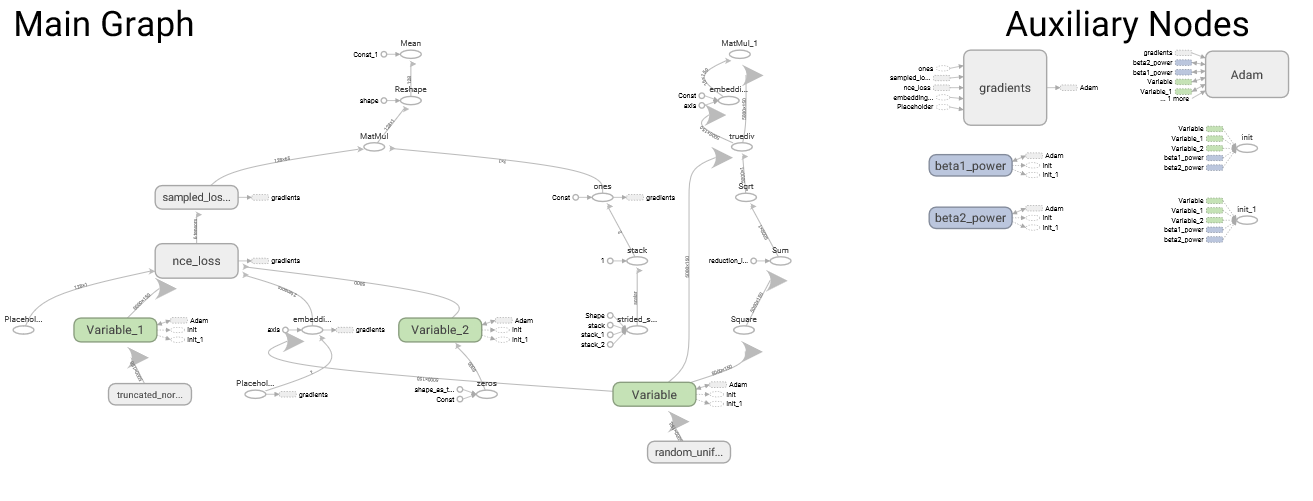 Main Graph
Auxiliary Nodes
Mean
Const_1
Reshape
shape
MatMul
sampled_los...
gradients
nce_loss
gradients
Placehol...
Variable_1
Adam
Init
Init_1
truncated_nor...
embeddi...
axis
gradients
Placehol...
gradients
Variable_2
Adam
Init
Init_1
zeros
shape_as_t...
Const
ones
Const
gradients
stack
1
strided_s...
Shape
stack
stack_1
stack_2
MatMul_1
embeddi...
Const
axis
truediv
Sqrt
Sum
reduction_i...
Square
Variable
Adam
Init
Init_1
random_unif...
gradients
ones
sampled_lo...
nce_loss
embedding...
Placeholder
Adam
beta1_power
Adam
Init
Init_1
beta2_power
Adam
Init
Init_1
Adam
gradients
beta2_power
beta1_power
Variable
Variable_1
... 1 more
init
Variable
Variable_1
Variable_2
beta1_power
beta2_power
init_1
Variable
Variable_1
Variable_2
beta1_power
beta2_power